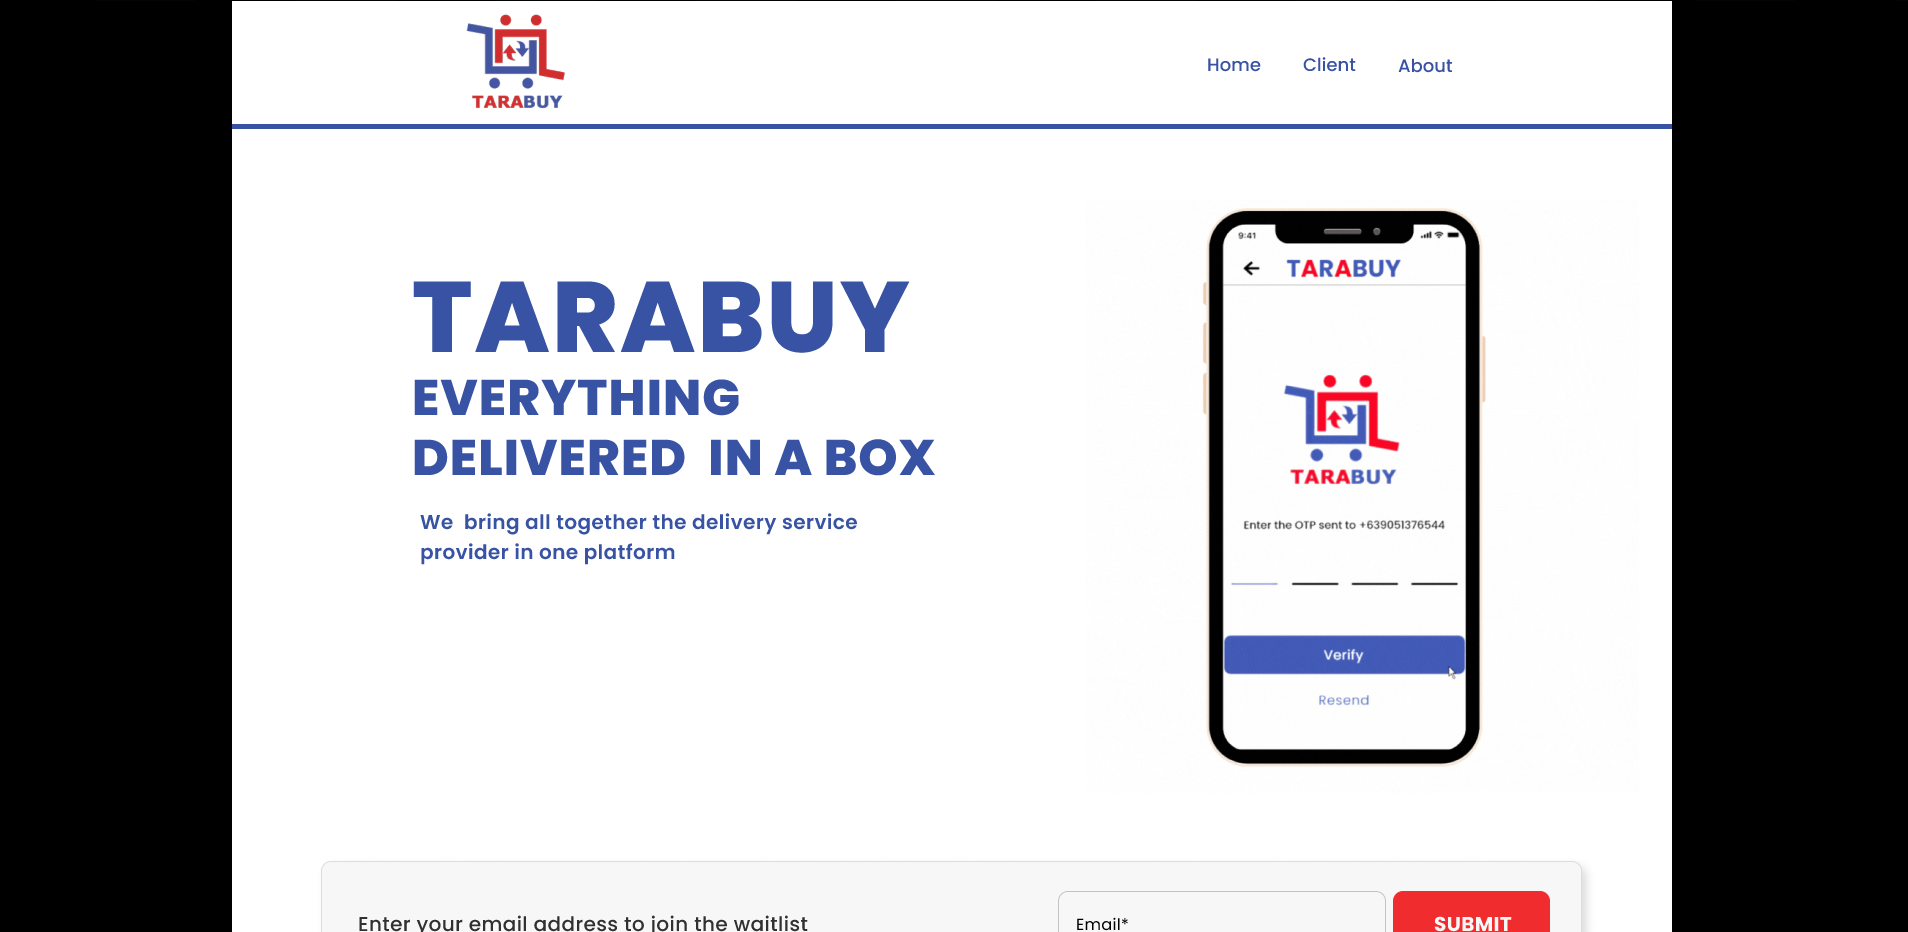 TARABUY
Home
Client
About
TARABUY
EVERYTHING
DELIVERED IN A BOX
We bring all together the delivery service
provider in one platform
9:41
TARABUY
TARABUY
Enter the OTP sent to +639051376544
Verify
Resend
Enter your email address to join the waitlist
Email*
SUBMIT